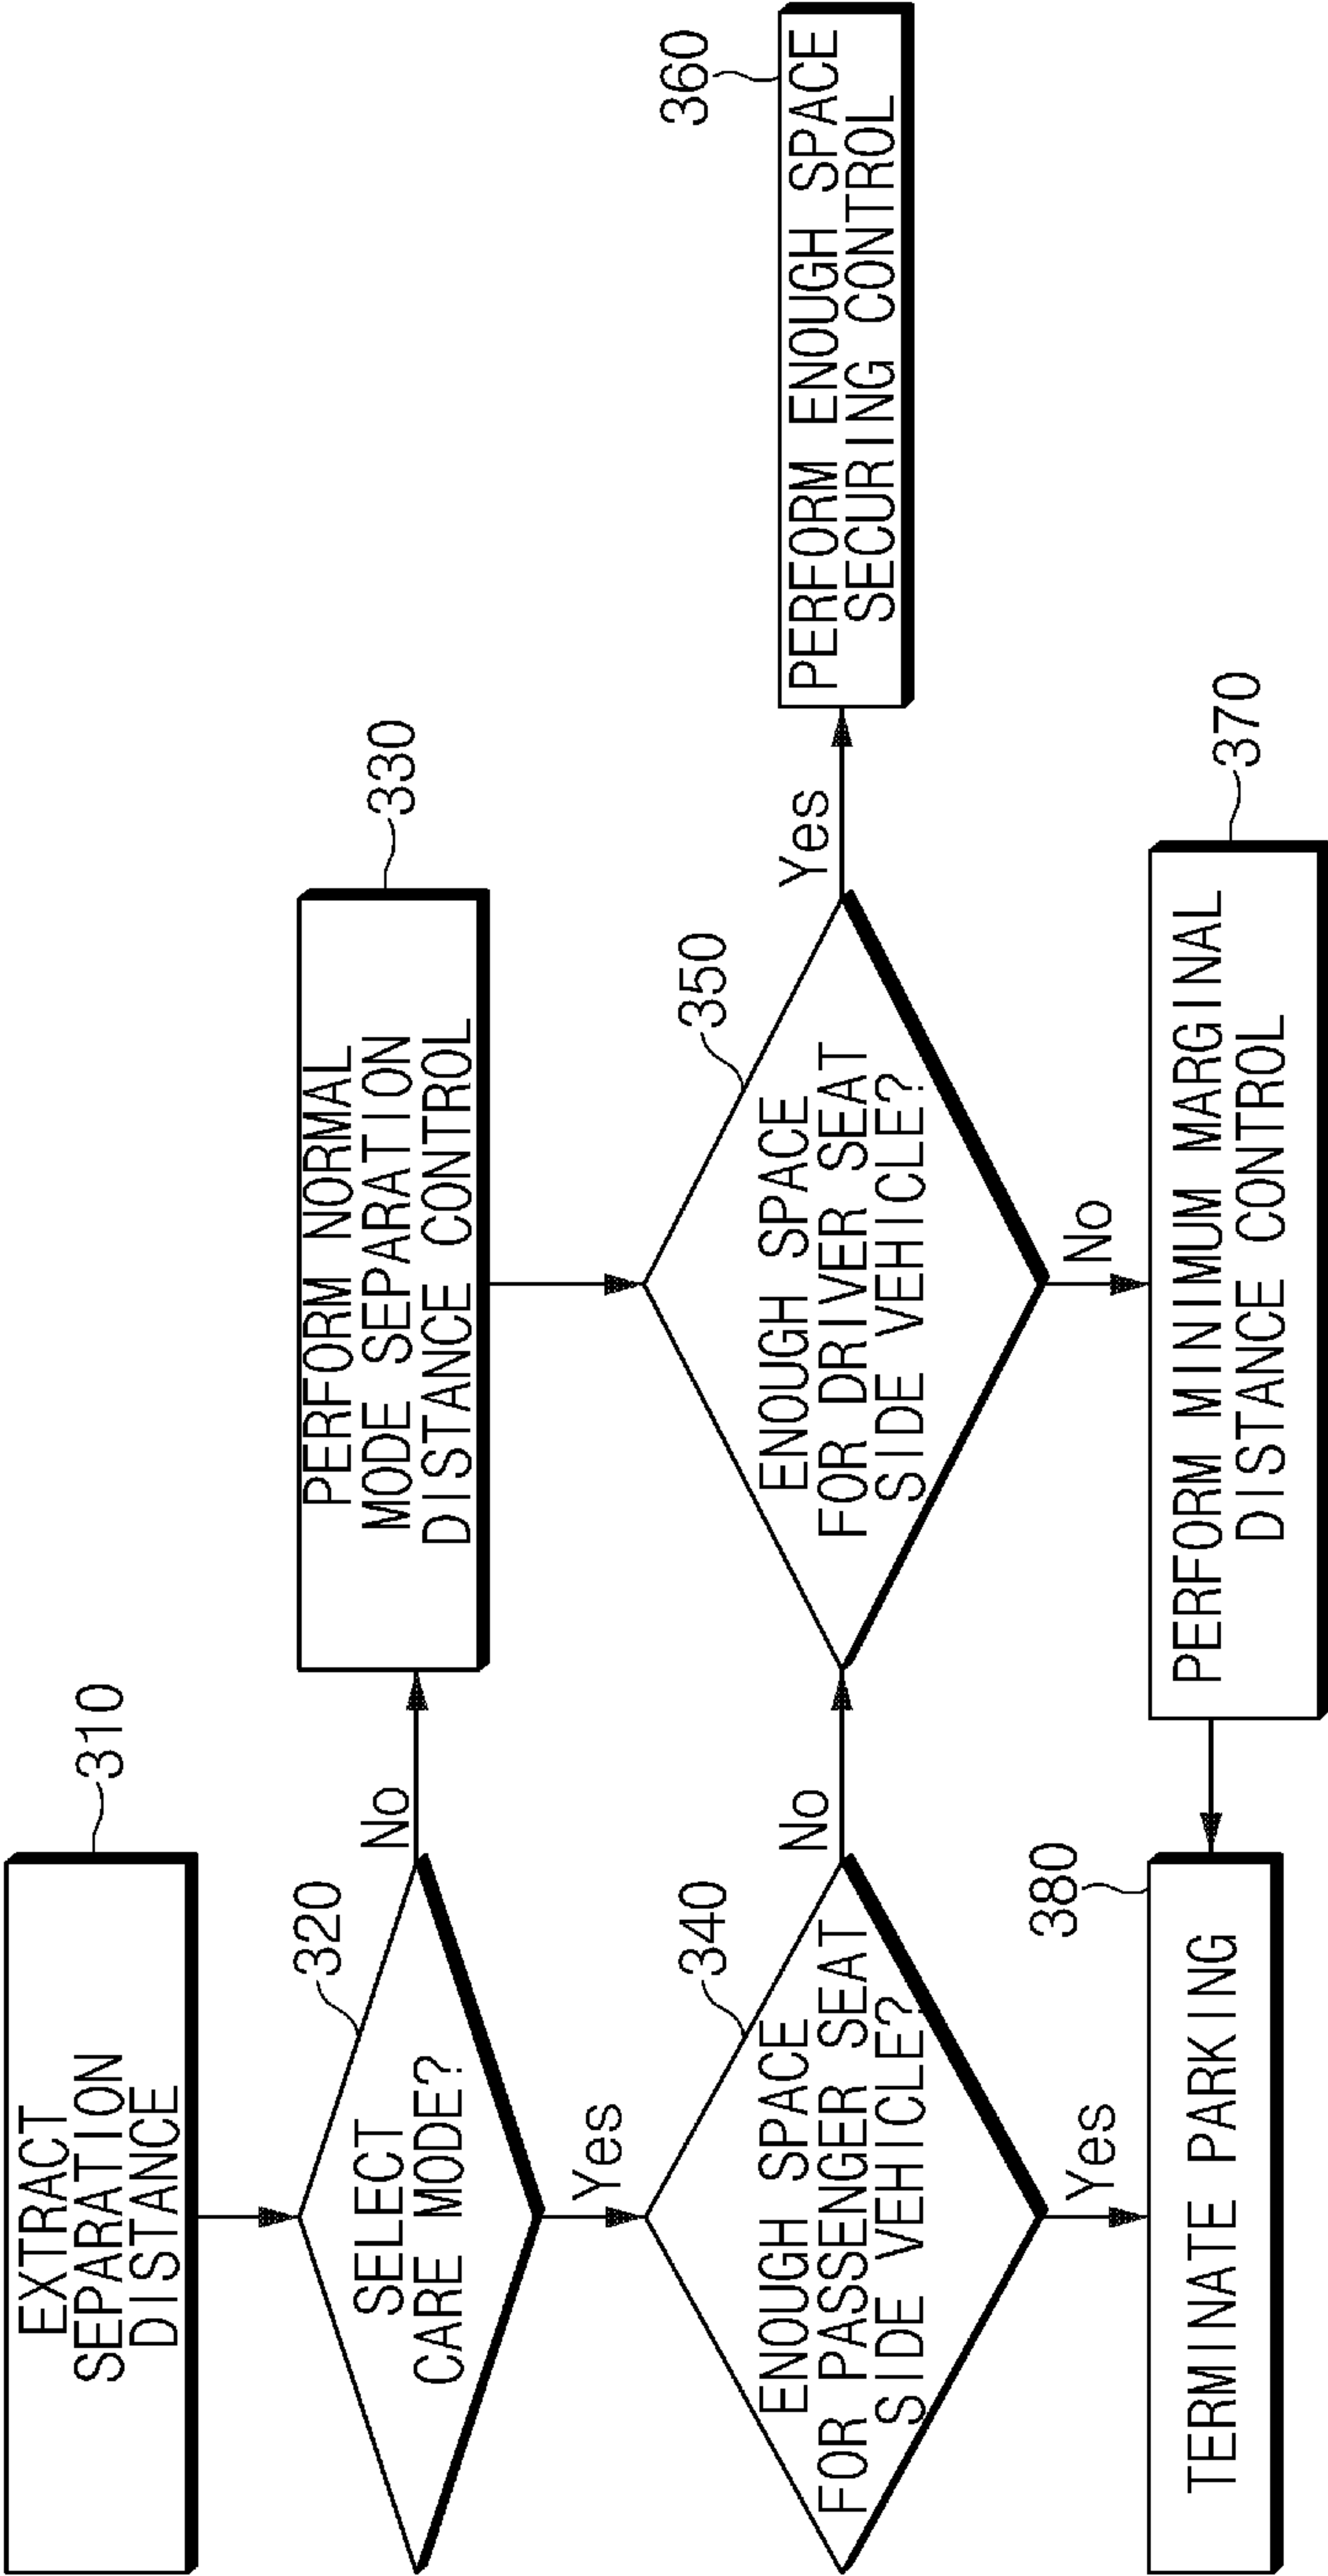 EXTRACT
SEPARATION
DISTANCE
310
SELECT
CARE MODE?
320
No
PERFORM NORMAL
MODE SEPARATION
DISTANCE CONTROL
330
Yes
ENOUGH SPACE
FOR PASSENGER SEAT
SIDE VEHICLE?
340
No
ENOUGH SPACE
FOR DRIVER SEAT
SIDE VEHICLE?
350
Yes
PERFORM ENOUGH SPACE
SECURING CONTROL
360
Yes
No
TERMINATE PARKING
380
PERFORM MINIMUM MARGINAL
DISTANCE CONTROL
370